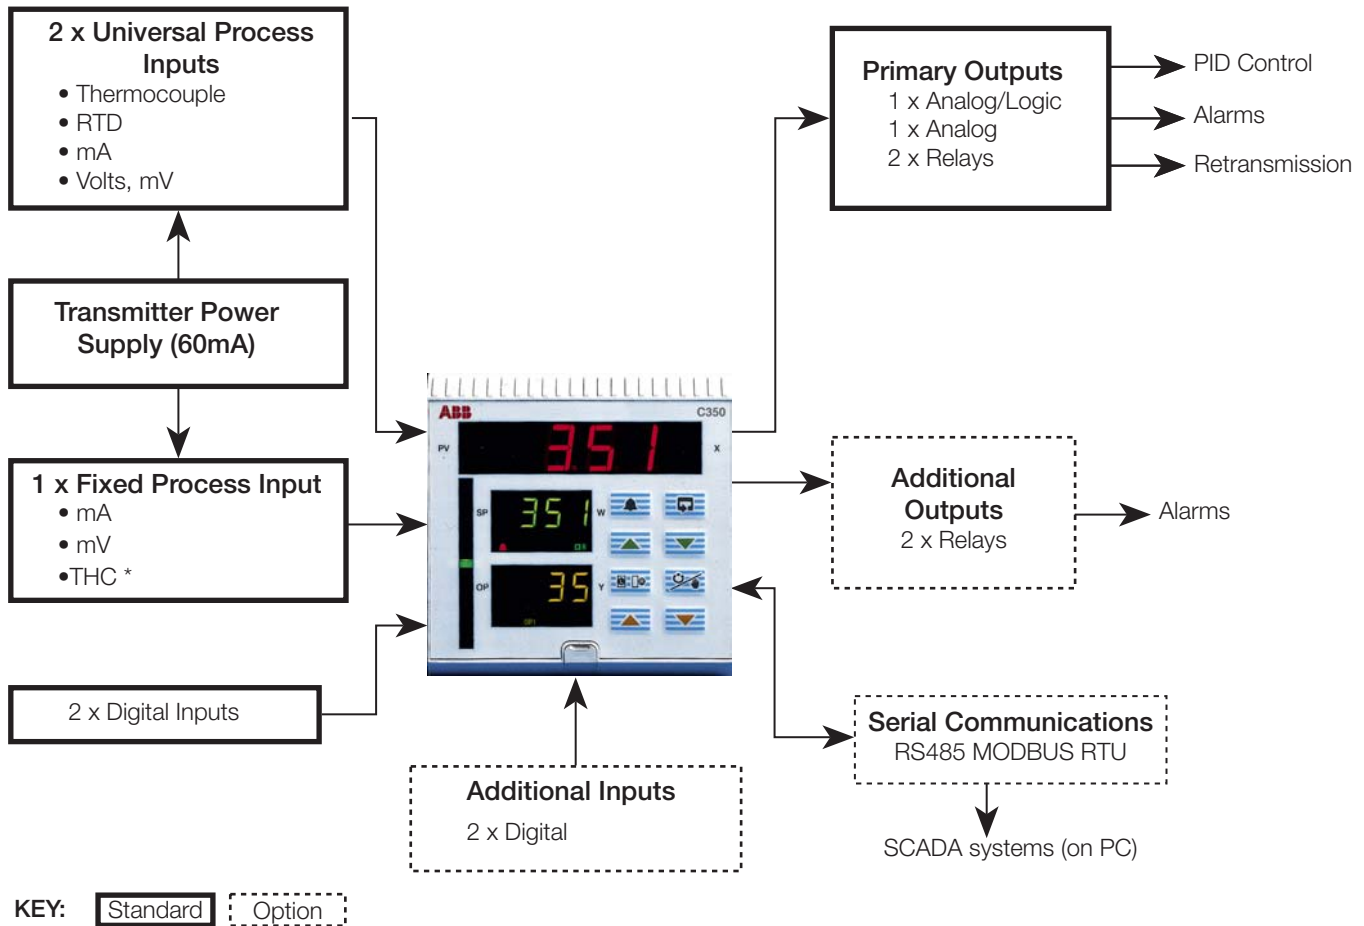 2 x Universal Process
Inputs
• Thermocouple
• RTD
• mA
• Volts, mV
Transmitter Power
Supply (60mA)
1 x Fixed Process Input
• mA
• mV
•THC *
2 x Digital Inputs
ABB
C350
PV
3.51
X
SP
351
W
OP
35
Y
OP1
Additional Inputs
2 x Digital
Primary Outputs
1 x Analog/Logic
1 x Analog
2 x Relays
PID Control
Alarms
Retransmission
Additional
Outputs
2 x Relays
Alarms
Serial Communications
RS485 MODBUS RTU
SCADA systems (on PC)
KEY:
Standard
Option